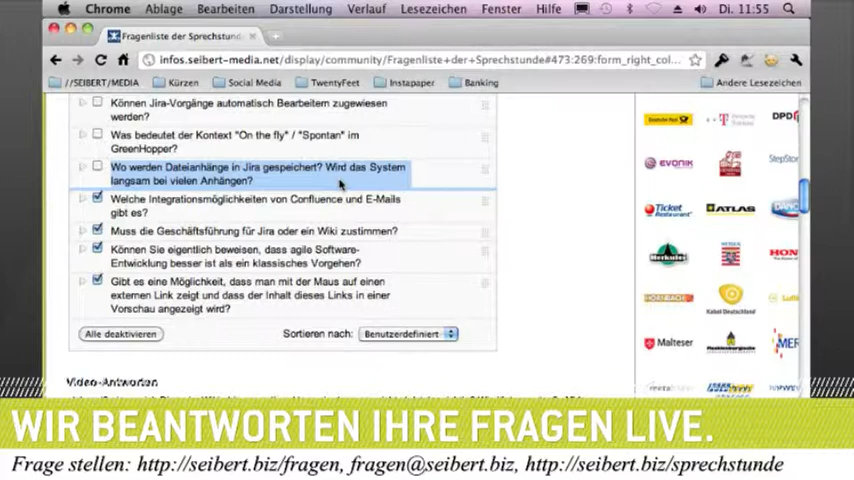 Chrome Ablage Bearbeiten Darstellung Verlauf Lesezeichen Fenster Hilfe Di. 11:55
Fragenliste der Sprechstund
infos.seibert-media.net/display/community/Fragenliste+der+Sprechstunde#473:269:form_right_col...
//SEIBERT/MEDIA Kürzen Social Media TwentyFeet Instapaper Banking Andere Lesezeichen
Können Jira-Vorgänge automatisch Bearbeitern zugewiesen
werden?
Was bedeutet der Kontext "On the fly" / "Spontan" im
GreenHopper?
Wo werden Dateianhänge in Jira gespeichert? Wird das System
langsam bei vielen Anhängen?
Welche Integrationsmöglichkeiten von Confluence und E-Mails
gibt es?
Muss die Geschäftsführung für Jira oder ein Wiki zustimmen?
Können Sie eigentlich beweisen, dass agile Software-
Entwicklung besser ist als ein klassisches Vorgehen?
Gibt es eine Möglichkeit, dass man mit der Maus auf einen
externen Link zeigt und dass der Inhalt dieses Links in einer
Vorschau angezeigt wird?
Alle deaktivieren Sortieren nach: Benutzerdefiniert
Video-Antworten
DPD
EVONIK
Ticket Restaurant ATLAS DANO
Herkules HESSEN HON
HORNBACH Kabel Deutschland
Malteser MER
WIR BEANTWORTEN IHRE FRAGEN LIVE.
Frage stellen: http://seibert.biz/fragen, fragen@seibert.biz, http://seibert.biz/sprechstunde